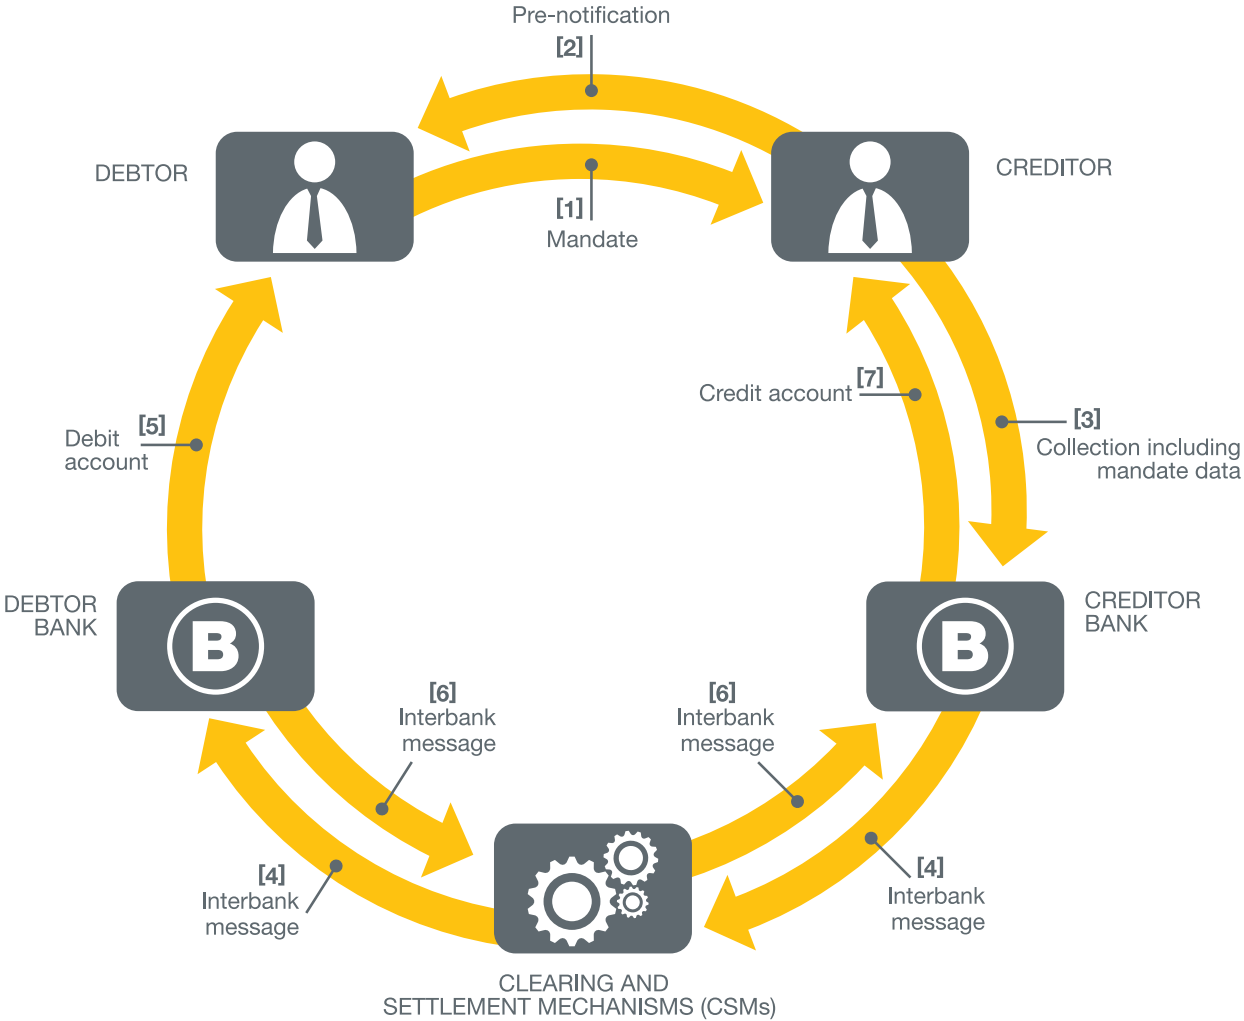 Pre-notification
[2]
DEBTOR
CREDITOR
[1]
Mandate
Credit account [7]
[3]
Collection including
mandate data
[5]
Debit
account
DEBTOR
BANK
B
B
CREDITOR
BANK
[6]
Interbank
message
[6]
Interbank
message
[4]
Interbank
message
[4]
Interbank
message
CLEARING AND
SETTLEMENT MECHANISMS (CSMs)